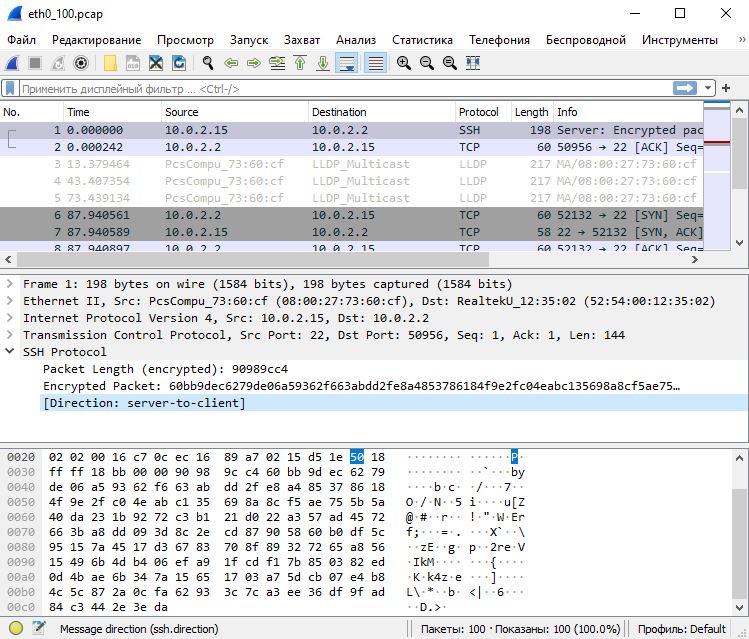 eth0_100.pcap
Файл Редактирование Просмотр Запуск Захват Анализ Статистика Телефония Беспроводной Инструменты »
Применить дисплейный фильтр ... <Ctrl-/>
No. Time Source Destination Protocol Length Info
1 0.000000 10.0.2.15 10.0.2.2 SSH 198 Server: Encrypted pac
2 0.000242 10.0.2.2 10.0.2.15 TCP 60 50956 → 22 [ACK] Seq=
3 13.379464 PcsCompu_73:60:cf LLDP_Multicast LLDP 217 MA/08:00:27:73:60:cf
4 43.407354 PcsCompu_73:60:cf LLDP_Multicast LLDP 217 MA/08:00:27:73:60:cf
5 73.439134 PcsCompu_73:60:cf LLDP_Multicast LLDP 217 MA/08:00:27:73:60:cf
6 87.940561 10.0.2.2 10.0.2.15 TCP 60 52132 → 22 [SYN] Seq=
7 87.940589 10.0.2.15 10.0.2.2 TCP 58 22 → 52132 [SYN, ACK]
8 87.940897 10.0.2.2 10.0.2.15 TCP 60 52132 → 22 [ACK] Seq=
Frame 1: 198 bytes on wire (1584 bits), 198 bytes captured (1584 bits)
Ethernet II, Src: PcsCompu_73:60:cf (08:00:27:73:60:cf), Dst: RealtekU_12:35:02 (52:54:00:12:35:02)
Internet Protocol Version 4, Src: 10.0.2.15, Dst: 10.0.2.2
Transmission Control Protocol, Src Port: 22, Dst Port: 50956, Seq: 1, Ack: 1, Len: 144
SSH Protocol
Packet Length (encrypted): 90989cc4
Encrypted Packet: 60bb9dec6279de06a59362f663abdd2fe8a4853786184f9e2fc04eabc135698a8cf5ae75…
[Direction: server-to-client]
0020 02 02 00 16 c7 0c ec 16 89 a7 02 15 d5 1e 50 18 ········ ······P·
0030 ff ff 18 bb 00 00 90 98 9c c4 60 bb 9d ec 62 79 ········ ··`···by
0040 de 06 a5 93 62 f6 63 ab dd 2f e8 a4 85 37 86 18 ····b·c· ·/···7··
0050 4f 9e 2f c0 4e ab c1 35 69 8a 8c f5 ae 75 5b 5a O·/·N··5 i····u[Z
0060 40 da 23 1b 92 72 c3 b1 21 d0 22 a3 57 ad 45 72 @·#··r·· !·"·W·Er
0070 66 3b a8 dd 09 3d 8c 2e cd 87 90 58 60 b0 df 5c f;···=·. ···X`··\
0080 95 15 7a 45 17 d3 67 83 70 8f 89 32 72 65 a8 56 ··zE··g· p··2re·V
0090 15 49 6b 4d b4 06 ef a9 1f cd f1 7b 85 03 82 ed ·IkM···· ···{····
00a0 0d 4b ae 6b 34 7a 15 65 17 03 a7 5d cb 07 e4 b8 ·K·k4z·e ···]····
00b0 4c 5c 87 2a 0c fa 62 93 3c 7c a3 ee 36 df 9f ad L\·*··b· <|··6···
00c0 84 c3 44 2e 3e da ··D.>·
Message direction (ssh.direction) Пакеты: 100 · Показаны: 100 (100.0%) Профиль: Default